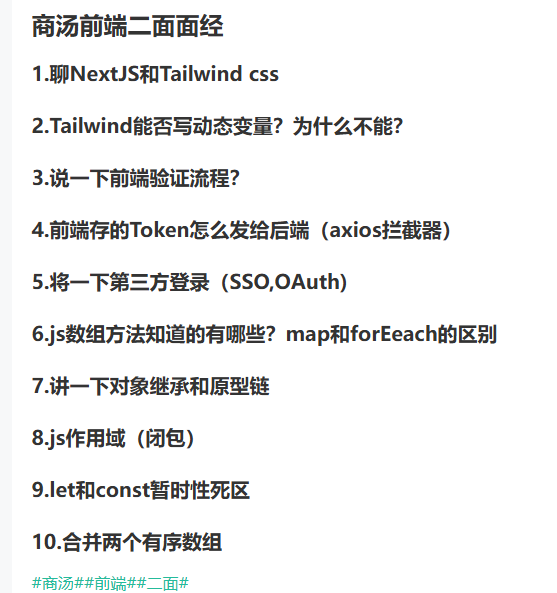 商汤前端二面面经
1.聊NextJS和Tailwind css
2.Tailwind能否写动态变量？为什么不能？
3.说一下前端验证流程？
4.前端存的Token怎么发给后端（axios拦截器）
5.将一下第三方登录（SSO,OAuth)
6.js数组方法知道的有哪些？map和forEeach的区别
7.讲一下对象继承和原型链
8.js作用域（闭包）
9.let和const暂时性死区
10.合并两个有序数组
#商汤##前端##二面#